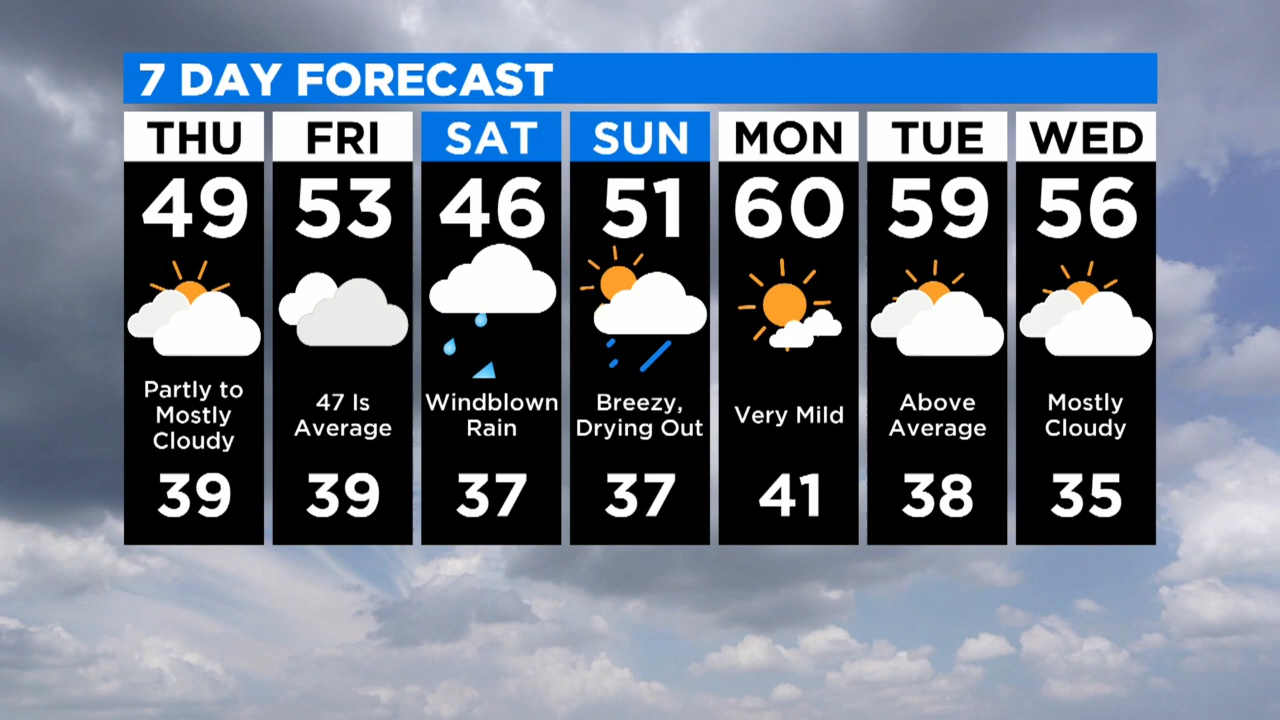 7 DAY FORECAST
THU
49
Partly to
Mostly
Cloudy
39
FRI
53
47 Is
Average
39
SAT
46
Windblown
Rain
37
SUN
51
Breezy,
Drying Out
37
MON
60
Very Mild
41
TUE
59
Above
Average
38
WED
56
Mostly
Cloudy
35